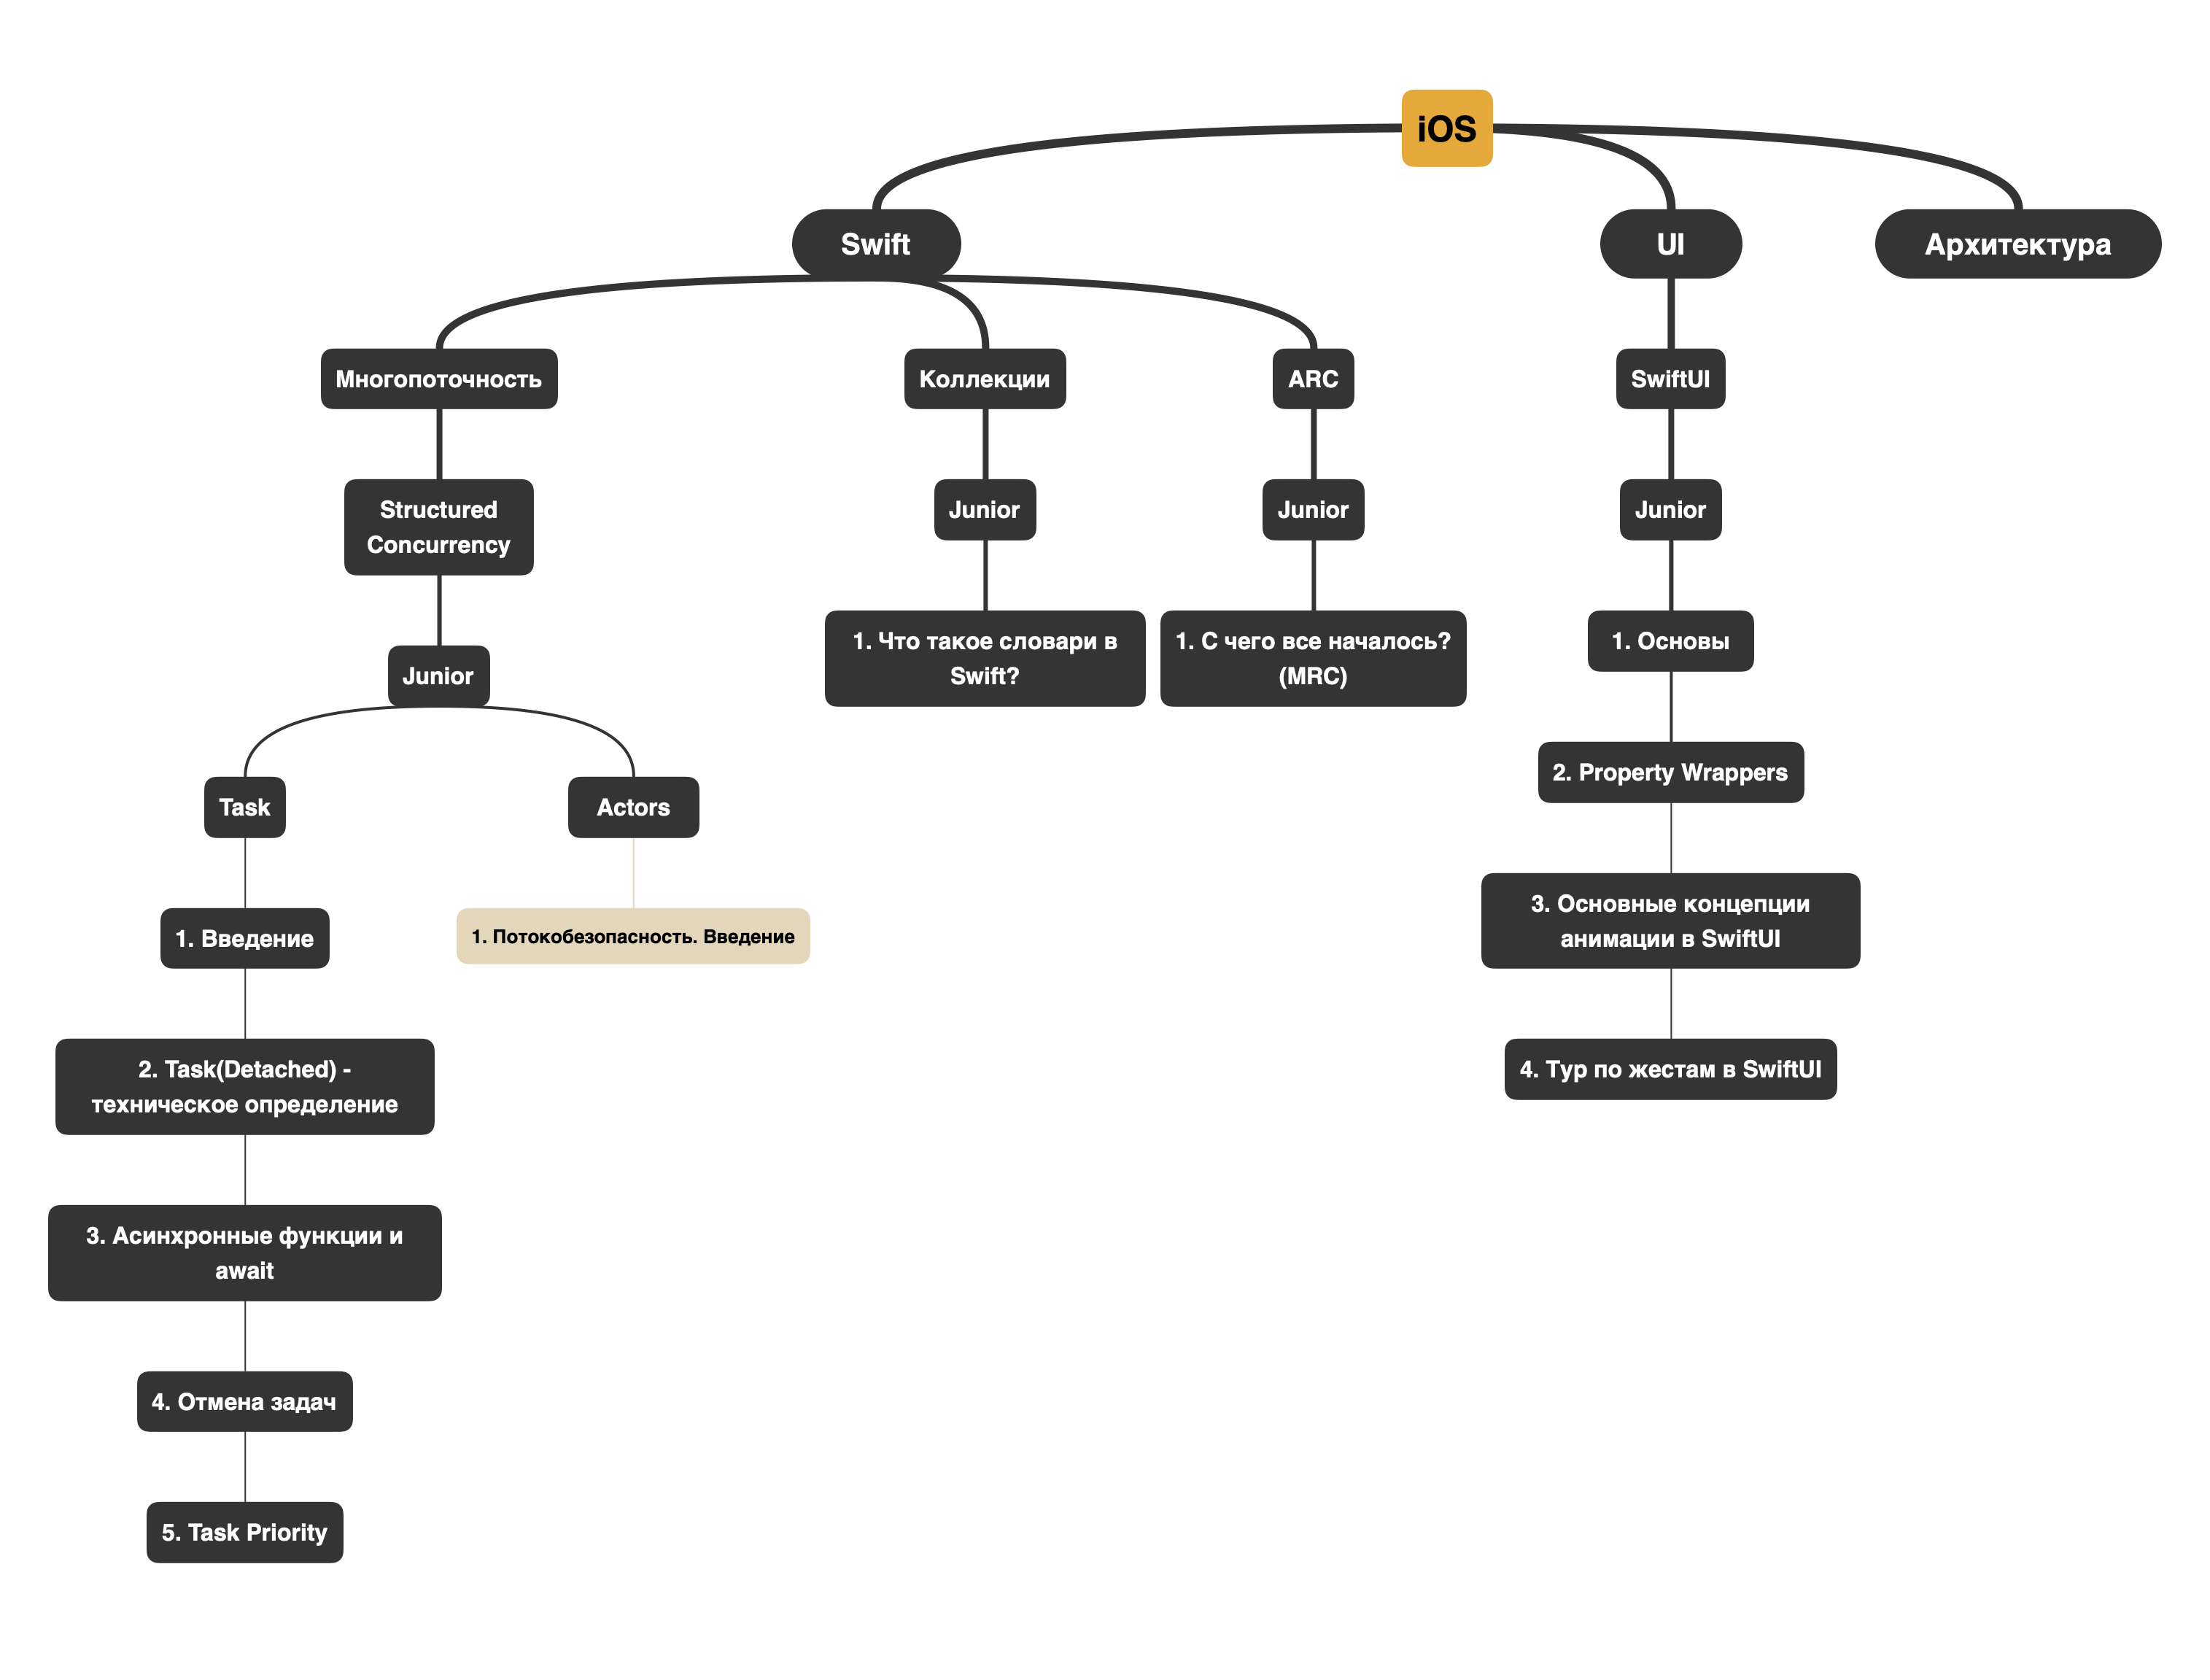 iOS
Swift
UI
Архитектура
Многопоточность
Коллекции
ARC
SwiftUI
Structured
Concurrency
Junior
Junior
Junior
Junior
1. Что такое словари в
Swift?
1. С чего все началось?
(MRC)
1. Основы
Task
Actors
2. Property Wrappers
1. Введение
1. Потокобезопасность. Введение
3. Основные концепции
анимации в SwiftUI
2. Task(Detached) -
техническое определение
4. Тур по жестам в SwiftUI
3. Асинхронные функции и
await
4. Отмена задач
5. Task Priority